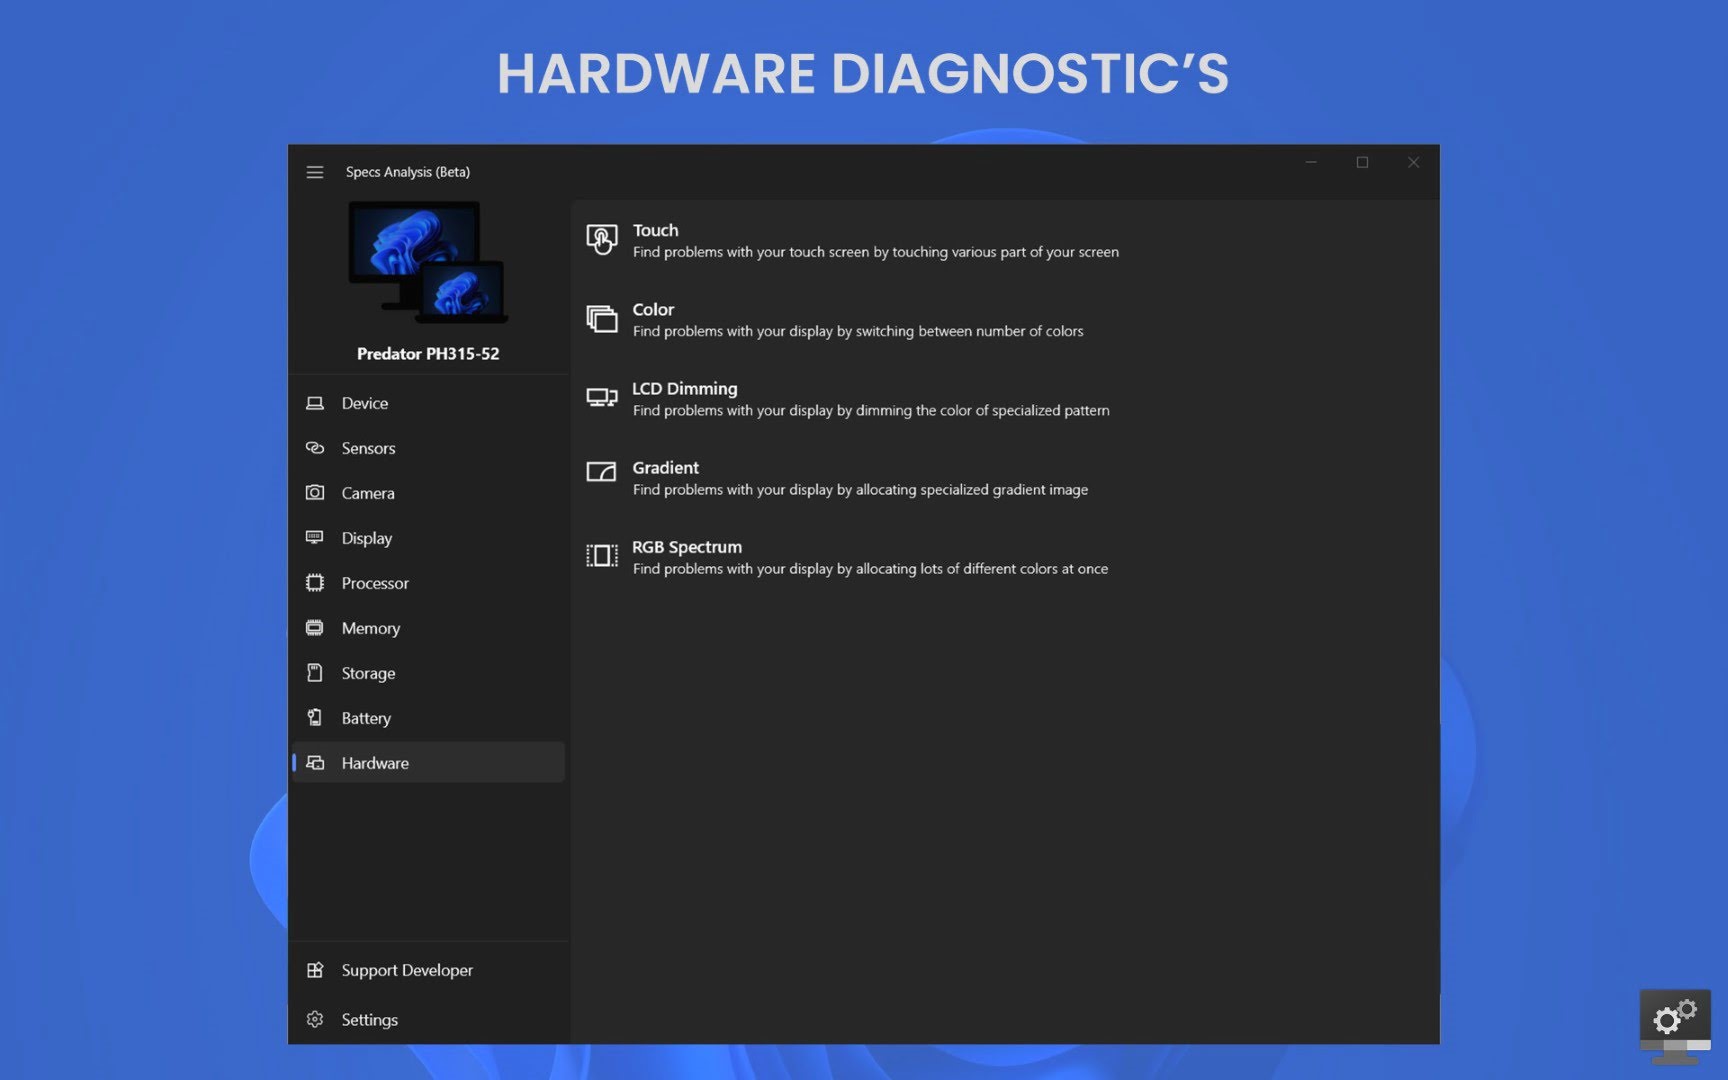 HARDWARE DIAGNOSTIC’S
Specs Analysis (Beta)
Predator PH315-52
Device
Sensors
Camera
Display
Processor
Memory
Storage
Battery
Hardware
Support Developer
Settings
Touch
Find problems with your touch screen by touching various part of your screen
Color
Find problems with your display by switching between number of colors
LCD Dimming
Find problems with your display by dimming the color of specialized pattern
Gradient
Find problems with your display by allocating specialized gradient image
RGB Spectrum
Find problems with your display by allocating lots of different colors at once